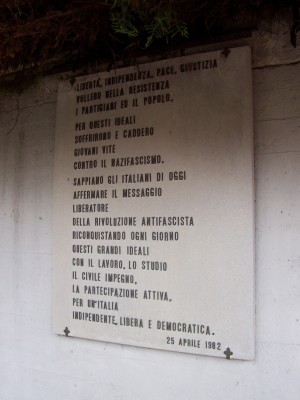 LIBERTÀ, INDIPENDENZA, PACE, GIUSTIZIA
VOLLERO NELLA RESISTENZA
I PARTIGIANI ED IL POPOLO.
PER QUESTI IDEALI
SOFFRIRONO E CADDERO
GIOVANI VITE
CONTRO IL NAZIFASCISMO.
SAPPIANO GLI ITALIANI DI OGGI
AFFERMARE IL MESSAGGIO
LIBERATORE
DELLA RIVOLUZIONE ANTIFASCISTA
RICONQUISTANDO OGNI GIORNO
QUESTI GRANDI IDEALI
CON IL LAVORO, LO STUDIO
IL CIVILE IMPEGNO,
LA PARTECIPAZIONE ATTIVA,
PER UN'ITALIA
INDIPENDENTE, LIBERA E DEMOCRATICA.
25 APRILE 1982